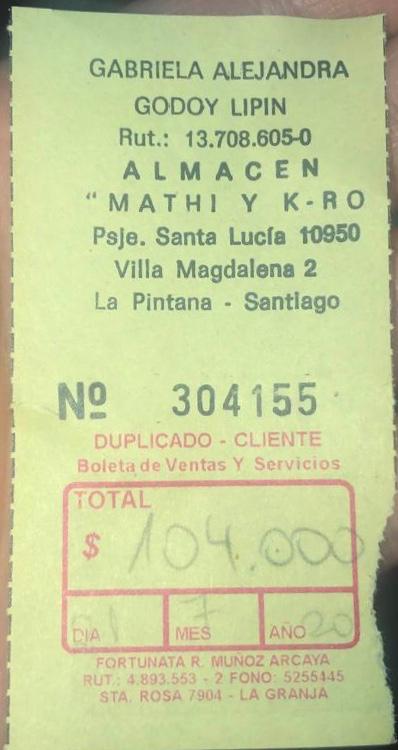 GABRIELA ALEJANDRA
GODOY LIPIN
Rut.: 13.708.605-0
ALMACEN
"MATHI Y K-RO
Psje. Santa Lucía 10950
Villa Magdalena 2
La Pintana - Santiago
Nº 304155
DUPLICADO - CLIENTE
Boleta de Ventas Y Servicios
TOTAL
$ 104.000
DIA MES 7 AÑO 20
FORTUNATA R. MUÑOZ ARCAYA
RUT.: 4.893.553 - 2 FONO: 5255445
STA. ROSA 7904 - LA GRANJA